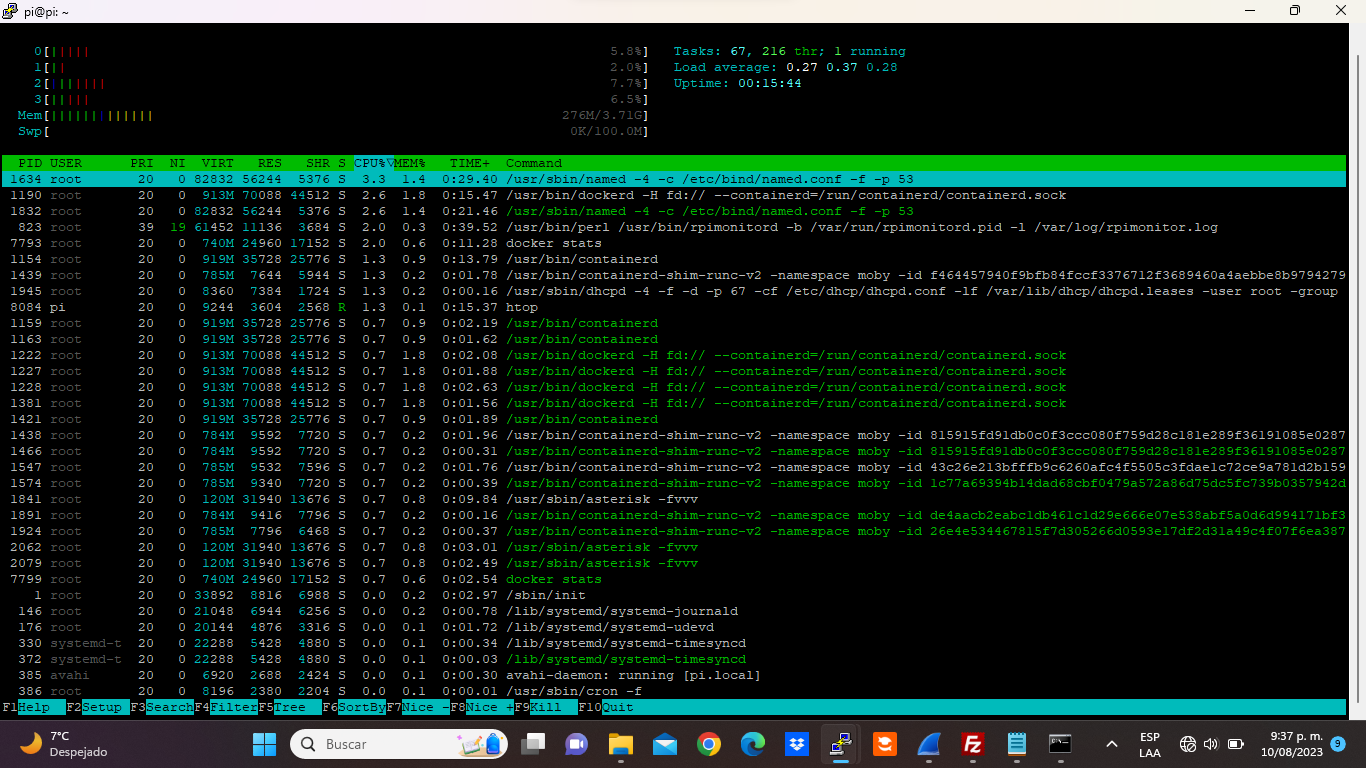 pi@pi: ~
0[||||| 5.8%] Tasks: 67, 216 thr; 1 running
1[|| 2.0%] Load average: 0.27 0.37 0.28
2[||||||| 7.7%] Uptime: 00:15:44
3[||||| 6.5%]
Mem[||||||||||||| 276M/3.71G]
Swp[ 0K/100.0M]
PID USER PRI NI VIRT RES SHR S CPU%▽MEM% TIME+ Command
1634 root 20 0 82832 56244 5376 S 3.3 1.4 0:29.40 /usr/sbin/named -4 -c /etc/bind/named.conf -f -p 53
1190 root 20 0 913M 70088 44512 S 2.6 1.8 0:15.47 /usr/bin/dockerd -H fd:// --containerd=/run/containerd/containerd.sock
1832 root 20 0 82832 56244 5376 S 2.6 1.4 0:21.46 /usr/sbin/named -4 -c /etc/bind/named.conf -f -p 53
823 root 39 19 61452 11136 3684 S 2.0 0.3 0:39.52 /usr/bin/perl /usr/bin/rpimonitord -b /var/run/rpimonitord.pid -l /var/log/rpimonitor.log
7793 root 20 0 740M 24960 17152 S 2.0 0.6 0:11.28 docker stats
1154 root 20 0 919M 35728 25776 S 1.3 0.9 0:13.79 /usr/bin/containerd
1439 root 20 0 785M 7644 5944 S 1.3 0.2 0:01.78 /usr/bin/containerd-shim-runc-v2 -namespace moby -id f464457940f9bfb84fccf3376712f3689460a4aebbe8b9794279
1945 root 20 0 8360 7384 1724 S 1.3 0.2 0:00.16 /usr/sbin/dhcpd -4 -f -d -p 67 -cf /etc/dhcp/dhcpd.conf -lf /var/lib/dhcp/dhcpd.leases -user root -group
8084 pi 20 0 9244 3604 2568 R 1.3 0.1 0:15.37 htop
1159 root 20 0 919M 35728 25776 S 0.7 0.9 0:02.19 /usr/bin/containerd
1163 root 20 0 919M 35728 25776 S 0.7 0.9 0:01.62 /usr/bin/containerd
1222 root 20 0 913M 70088 44512 S 0.7 1.8 0:02.08 /usr/bin/dockerd -H fd:// --containerd=/run/containerd/containerd.sock
1227 root 20 0 913M 70088 44512 S 0.7 1.8 0:01.88 /usr/bin/dockerd -H fd:// --containerd=/run/containerd/containerd.sock
1228 root 20 0 913M 70088 44512 S 0.7 1.8 0:02.63 /usr/bin/dockerd -H fd:// --containerd=/run/containerd/containerd.sock
1381 root 20 0 913M 70088 44512 S 0.7 1.8 0:01.56 /usr/bin/dockerd -H fd:// --containerd=/run/containerd/containerd.sock
1421 root 20 0 919M 35728 25776 S 0.7 0.9 0:01.89 /usr/bin/containerd
1438 root 20 0 784M 9592 7720 S 0.7 0.2 0:01.96 /usr/bin/containerd-shim-runc-v2 -namespace moby -id 815915fd91db0c0f3ccc080f759d28c181e289f36191085e0287
1466 root 20 0 784M 9592 7720 S 0.7 0.2 0:00.31 /usr/bin/containerd-shim-runc-v2 -namespace moby -id 815915fd91db0c0f3ccc080f759d28c181e289f36191085e0287
1547 root 20 0 785M 9532 7596 S 0.7 0.2 0:01.76 /usr/bin/containerd-shim-runc-v2 -namespace moby -id 43c26e213bfffb9c6260afc4f5505c3fdae1c72ce9a781d2b159
1574 root 20 0 785M 9340 7720 S 0.7 0.2 0:00.39 /usr/bin/containerd-shim-runc-v2 -namespace moby -id 1c77a69394b14dad68cbf0479a572a86d75dc5fc739b0357942d
1841 root 20 0 120M 31940 13676 S 0.7 0.8 0:09.84 /usr/sbin/asterisk -fvvv
1891 root 20 0 784M 9416 7796 S 0.7 0.2 0:00.16 /usr/bin/containerd-shim-runc-v2 -namespace moby -id de4aacb2eabc1db461c1d29e666e07e538abf5a0d6d994171bf3
1924 root 20 0 785M 7796 6468 S 0.7 0.2 0:00.37 /usr/bin/containerd-shim-runc-v2 -namespace moby -id 26e4e534467815f7d305266d0593e17df2d31a49c4f07f6ea387
2062 root 20 0 120M 31940 13676 S 0.7 0.8 0:03.01 /usr/sbin/asterisk -fvvv
2079 root 20 0 120M 31940 13676 S 0.7 0.8 0:02.49 /usr/sbin/asterisk -fvvv
7799 root 20 0 740M 24960 17152 S 0.7 0.6 0:02.54 docker stats
1 root 20 0 33892 8816 6988 S 0.0 0.2 0:02.97 /sbin/init
146 root 20 0 21048 6944 6256 S 0.0 0.2 0:00.78 /lib/systemd/systemd-journald
176 root 20 0 20144 4876 3316 S 0.0 0.1 0:01.72 /lib/systemd/systemd-udevd
330 systemd-t 20 0 22288 5428 4880 S 0.0 0.1 0:00.34 /lib/systemd/systemd-timesyncd
372 systemd-t 20 0 22288 5428 4880 S 0.0 0.1 0:00.03 /lib/systemd/systemd-timesyncd
385 avahi 20 0 6920 2688 2424 S 0.0 0.1 0:00.30 avahi-daemon: running [pi.local]
386 root 20 0 8196 2380 2204 S 0.0 0.1 0:00.01 /usr/sbin/cron -f
F1Help F2Setup F3SearchF4FilterF5Tree F6SortByF7Nice -F8Nice +F9Kill F10Quit
7°C
Despejado
Buscar
ESP
LAA
9:37 p. m.
10/08/2023
9